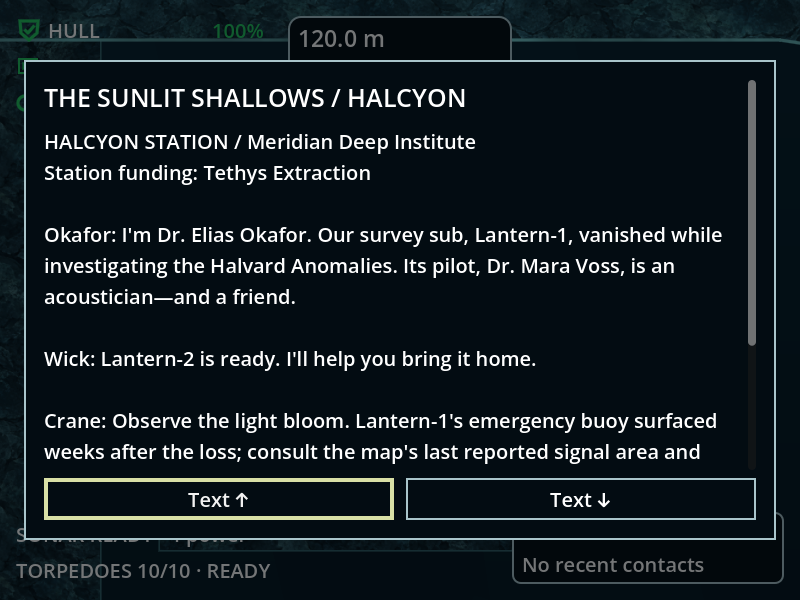 HULL 100%
120.0 m
THE SUNLIT SHALLOWS / HALCYON
HALCYON STATION / Meridian Deep Institute
Station funding: Tethys Extraction
Okafor: I'm Dr. Elias Okafor. Our survey sub, Lantern-1, vanished while
investigating the Halvard Anomalies. Its pilot, Dr. Mara Voss, is an
acoustician—and a friend.
Wick: Lantern-2 is ready. I'll help you bring it home.
Crane: Observe the light bloom. Lantern-1's emergency buoy surfaced
weeks after the loss; consult the map's last reported signal area and
Text ↑ Text ↓
SONAR READY
TORPEDOES 10/10 · READY
No recent contacts